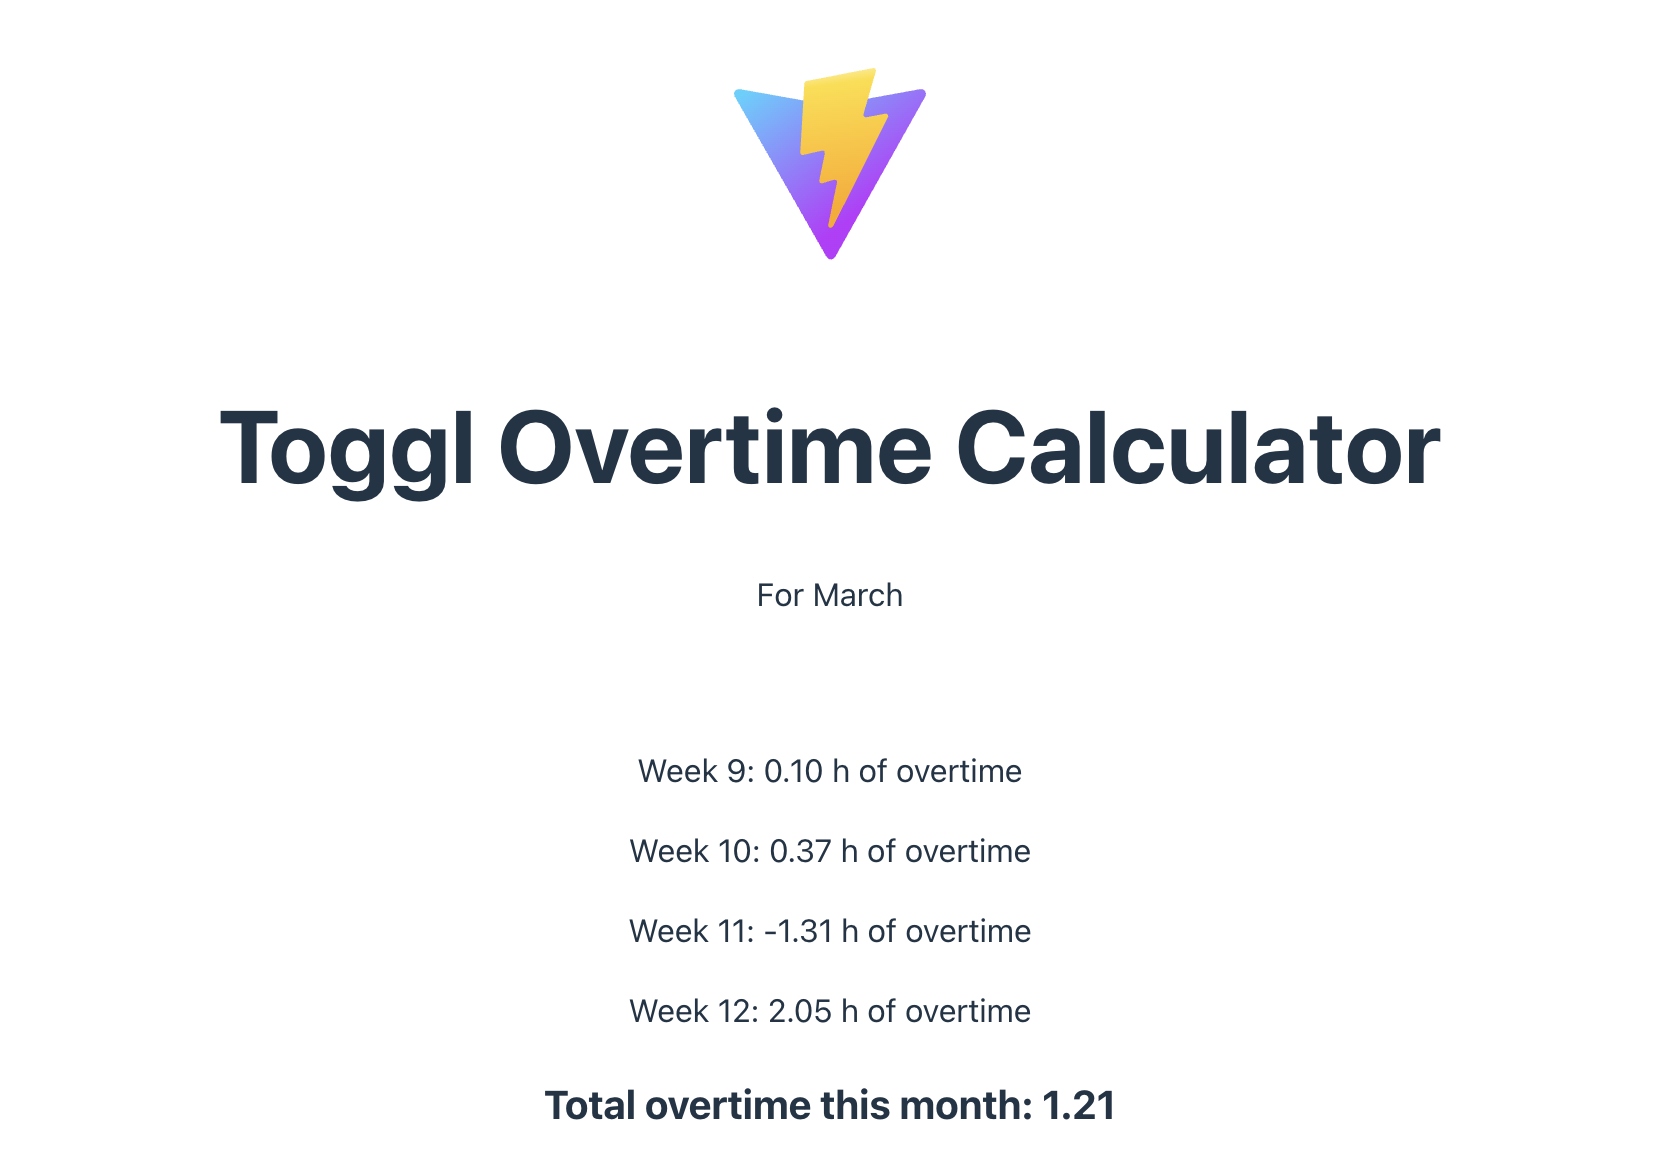 Toggl Overtime Calculator
For March
Week 9: 0.10 h of overtime
Week 10: 0.37 h of overtime
Week 11: -1.31 h of overtime
Week 12: 2.05 h of overtime
Total overtime this month: 1.21